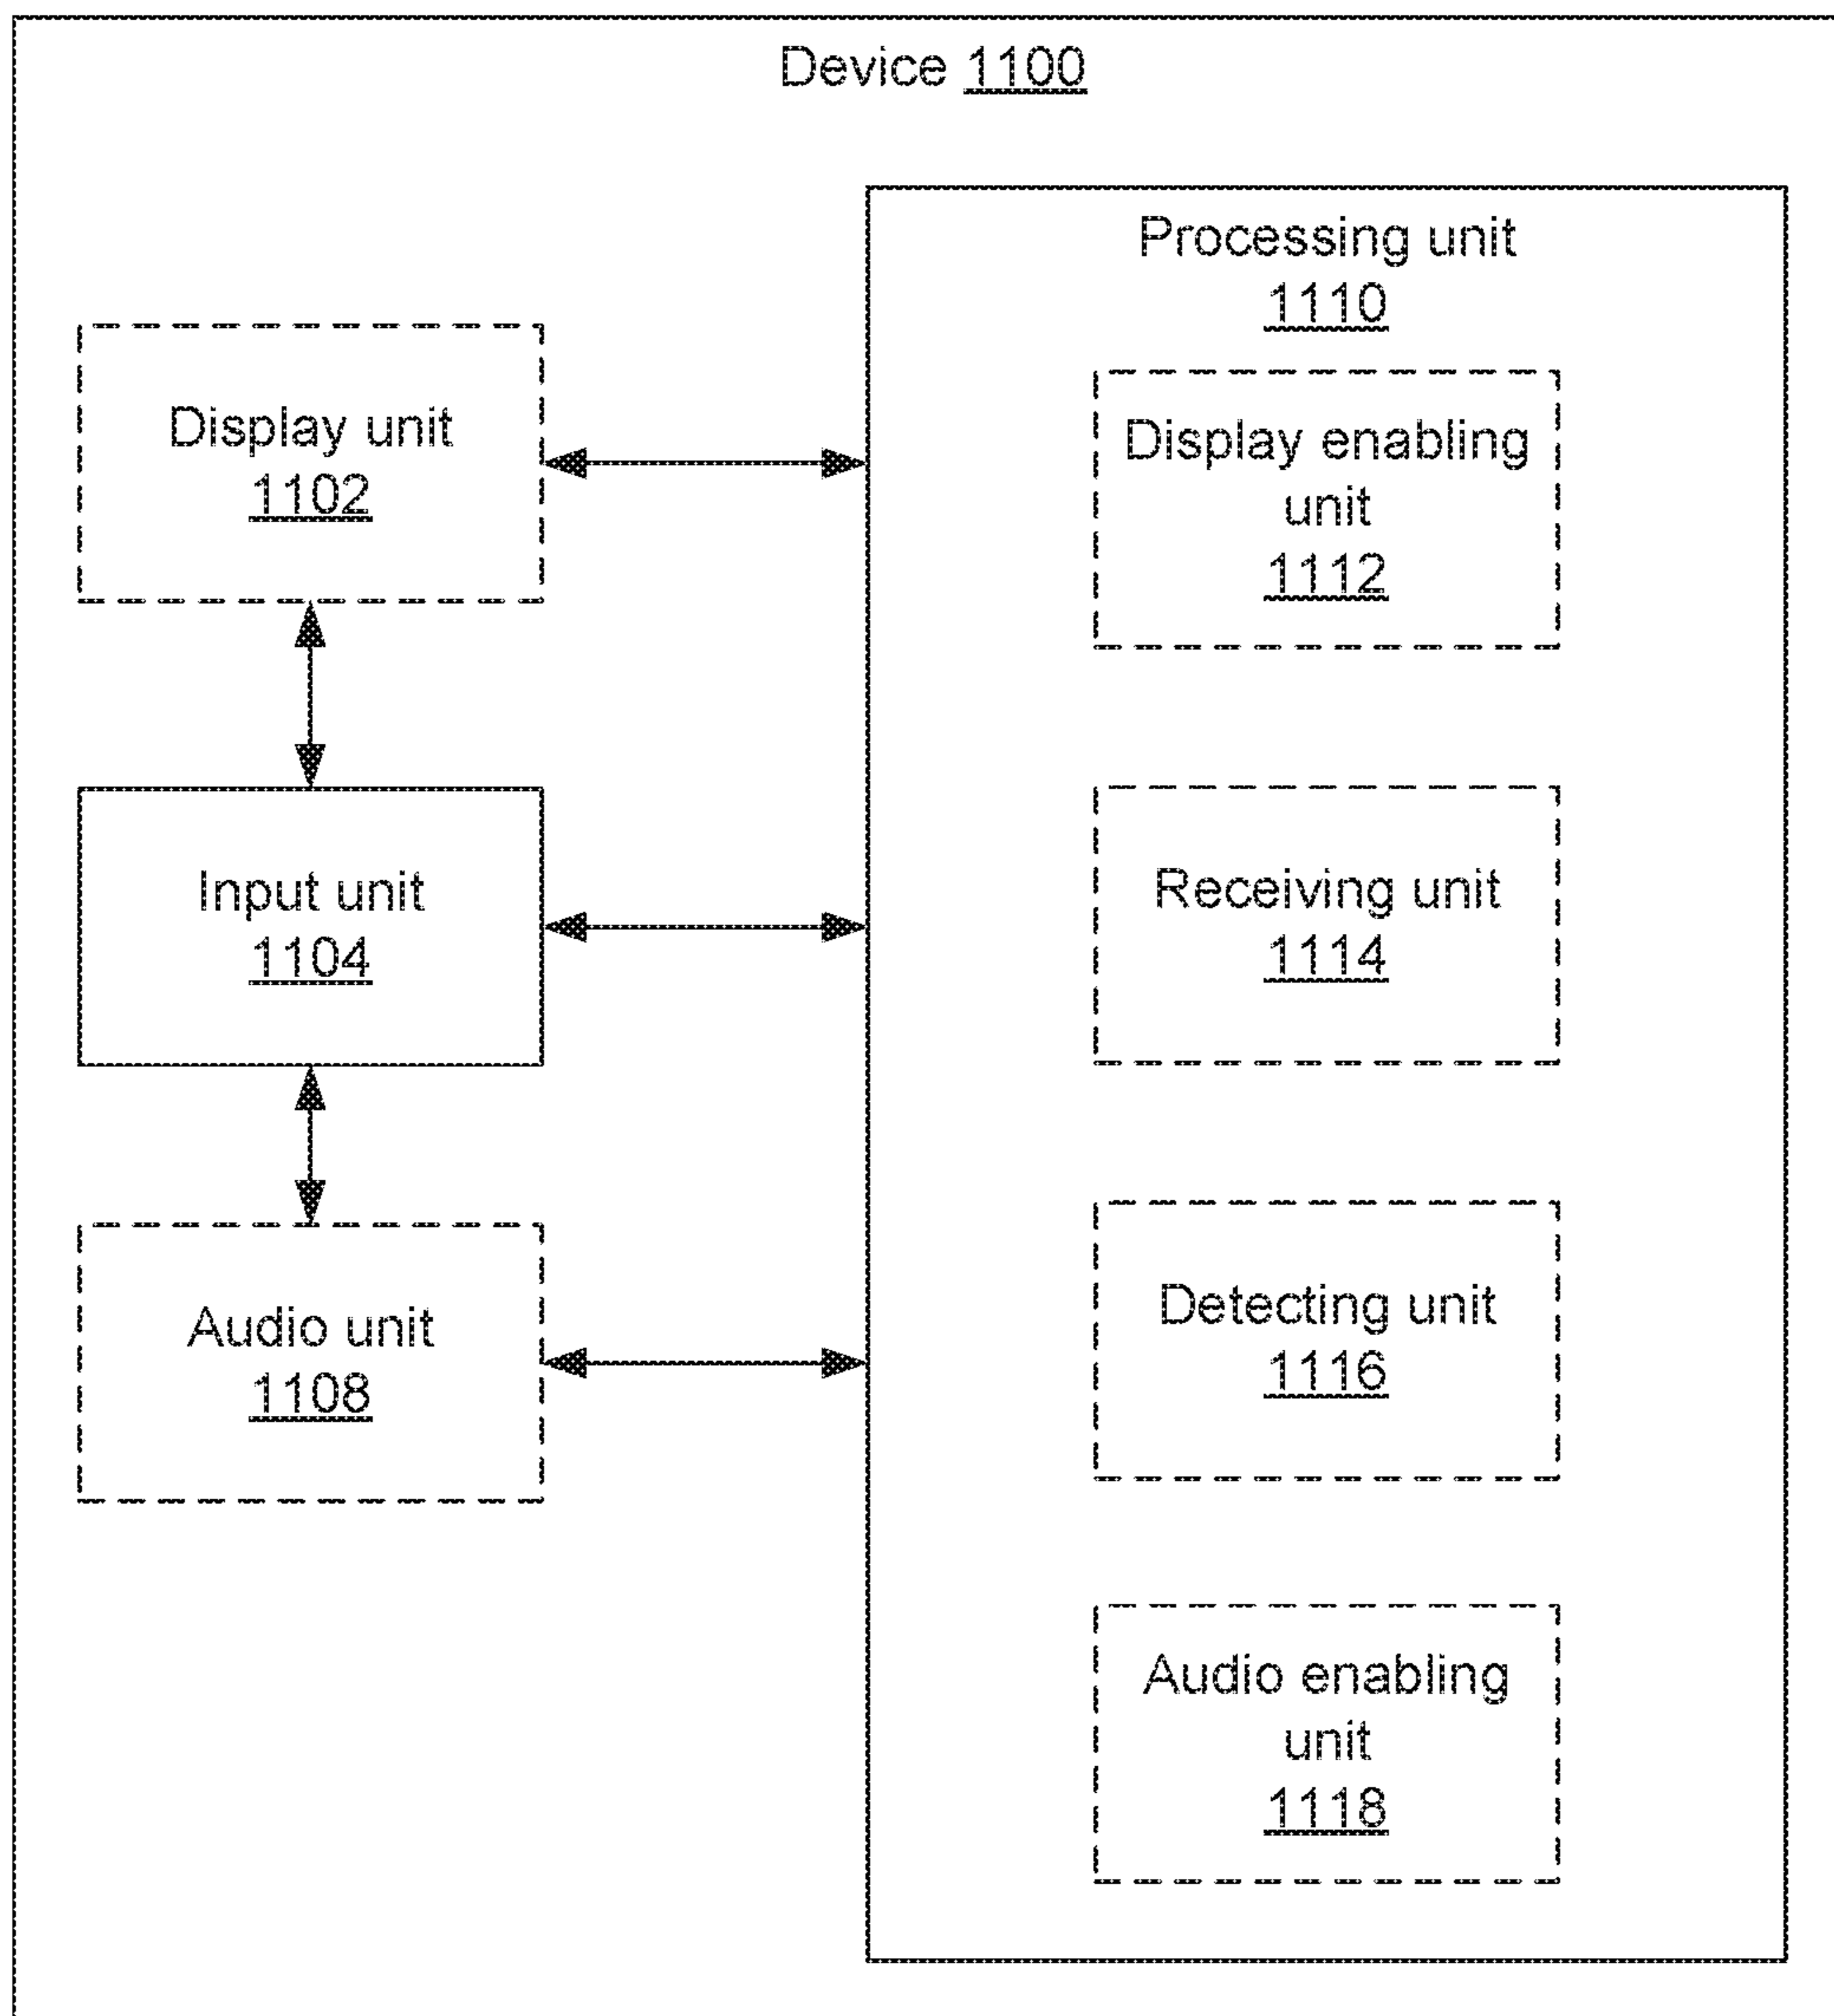 Device 1100
Processing unit
1110
Display unit
1102
Display enabling
unit
1112
Input unit
1104
Receiving unit
1114
Audio unit
1108
Detecting unit
1116
Audio enabling
unit
1118